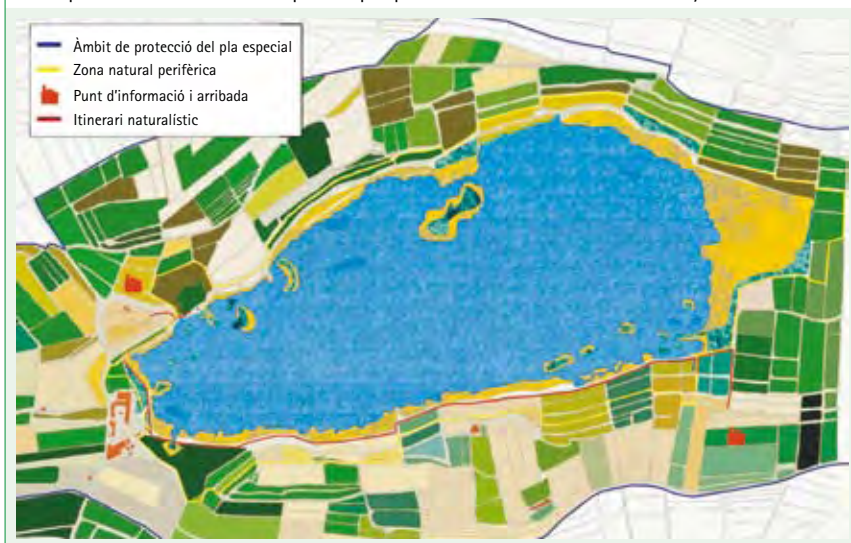 Àmbit de protecció del pla especial
Zona natural perifèrica
Punt d'informació i arribada
Itinerari naturalístic